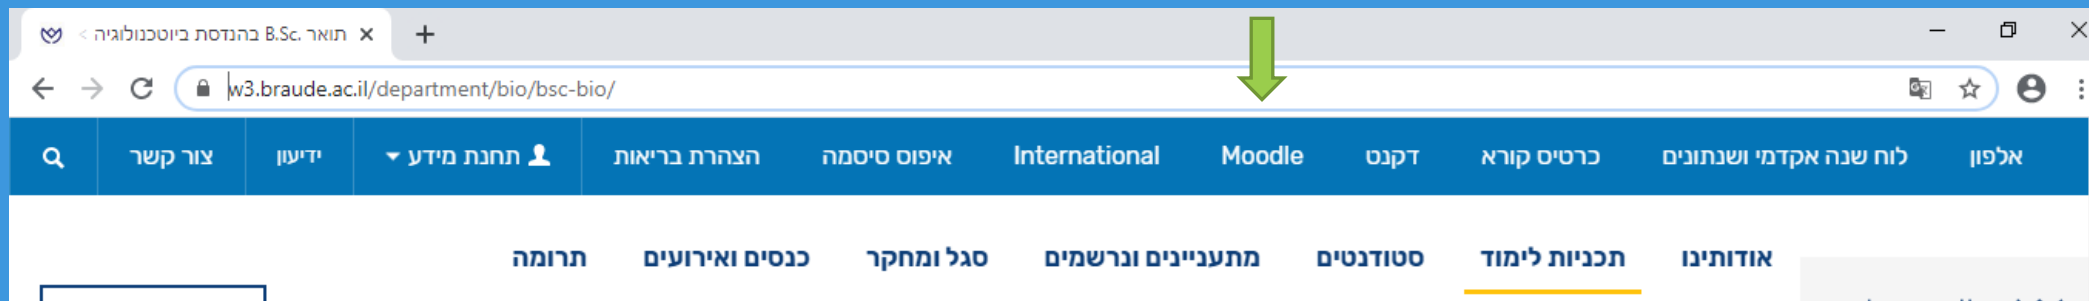 תואר B.Sc. בהנדסת ביוטכנולוגיה >
w3.braude.ac.il/department/bio/bsc-bio/
אלפון לוח שנה אקדמי ושנתונים כרטיס קורא דקנט Moodle International איפוס סיסמה הצהרת בריאות תחנת מידע ידיעון צור קשר
אודותינו תכניות לימוד סטודנטים מתעניינים ונרשמים סגל ומחקר כנסים ואירועים תרומה